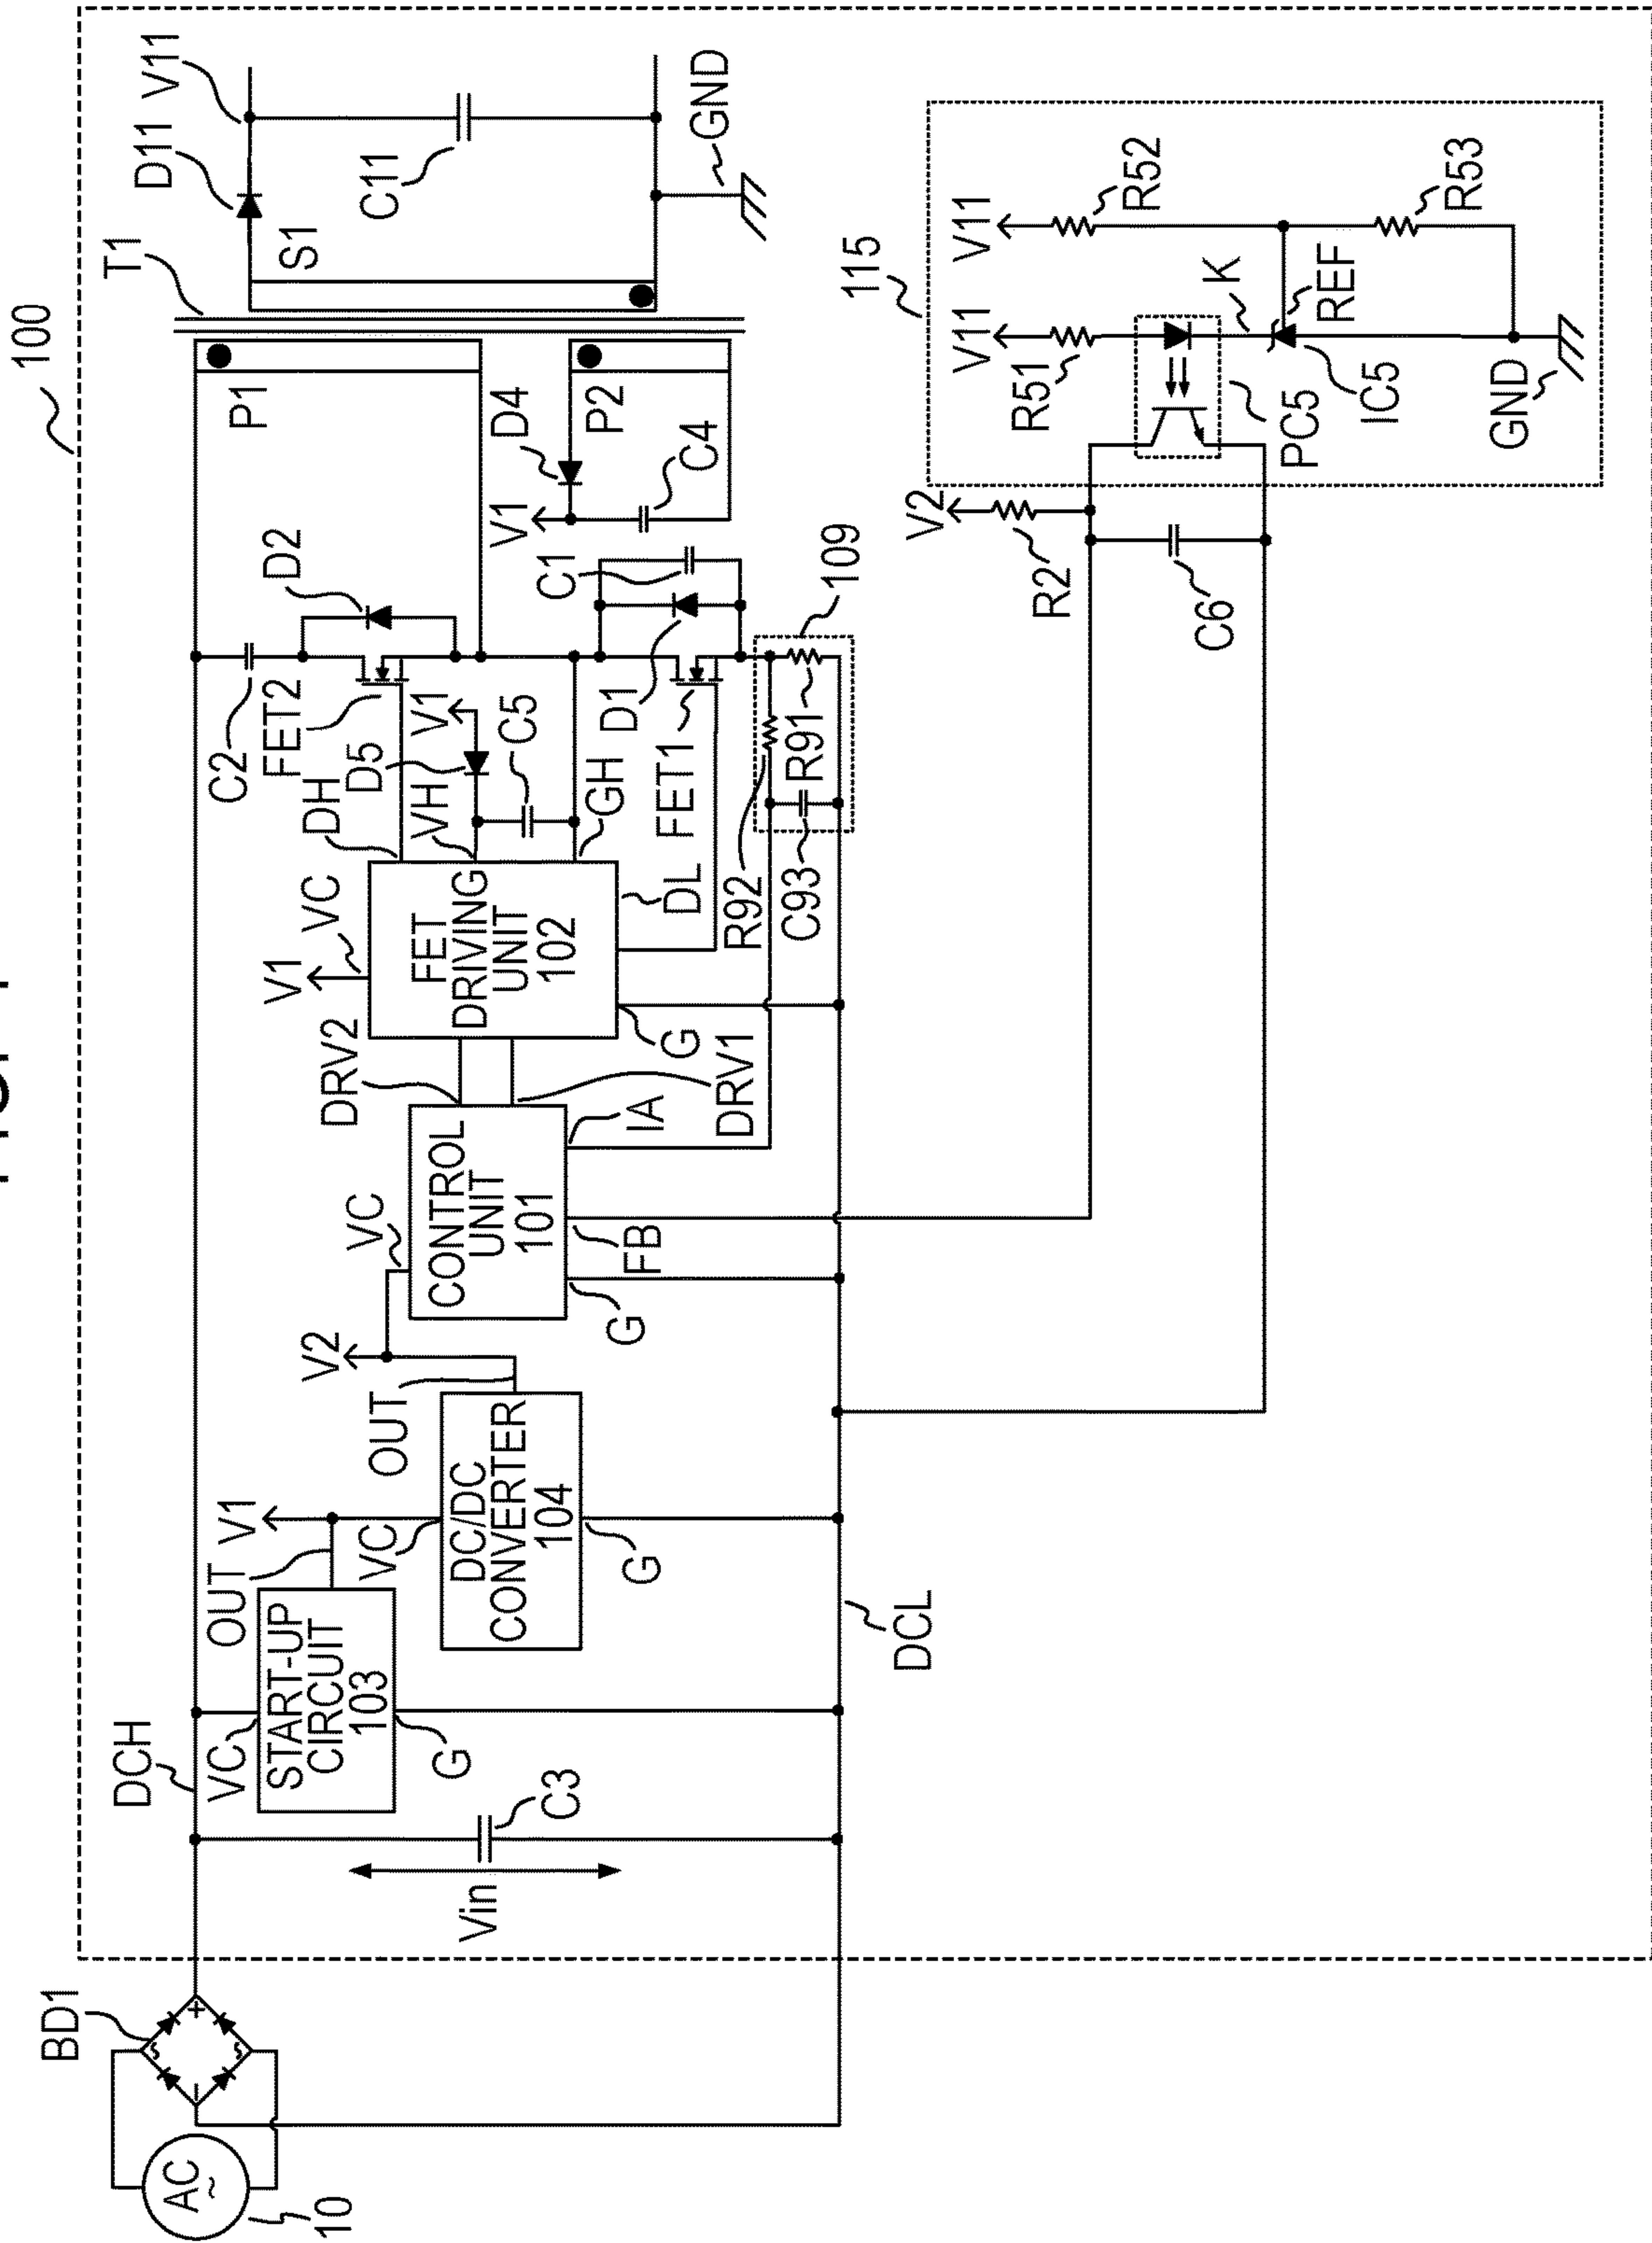 100
T1
D11
V11
S1
C11
GND
P1
D4
P2
C4
V1
C1
D2
C2
FET2
DH
D5
V1
VH
C5
GH
D1
FET1
109
R91
R92
C93
DL
VC
V1
FET
DRIVING
UNIT
102
G
DRV2
DRV1
IA
CONTROL
UNIT
101
VC
FB
G
V2
OUT
DC/DC
CONVERTER
104
VC
G
V1
OUT
START-UP
CIRCUIT
103
VC
G
DCH
DCL
C3
Vin
BD1
+
−
AC
~
10
115
V11
V11
R52
R53
R51
K
REF
IC5
PC5
GND
V2
R2
C6